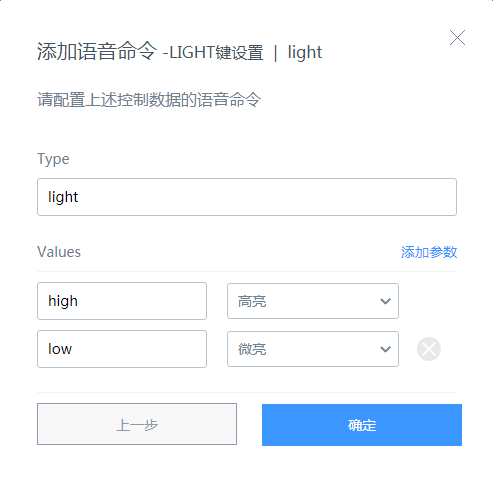 添加语音命令 -LIGHT键设置 | light
请配置上述控制数据的语音命令
Type
light
Values 添加参数
high 高亮
low 微亮
上一步 确定